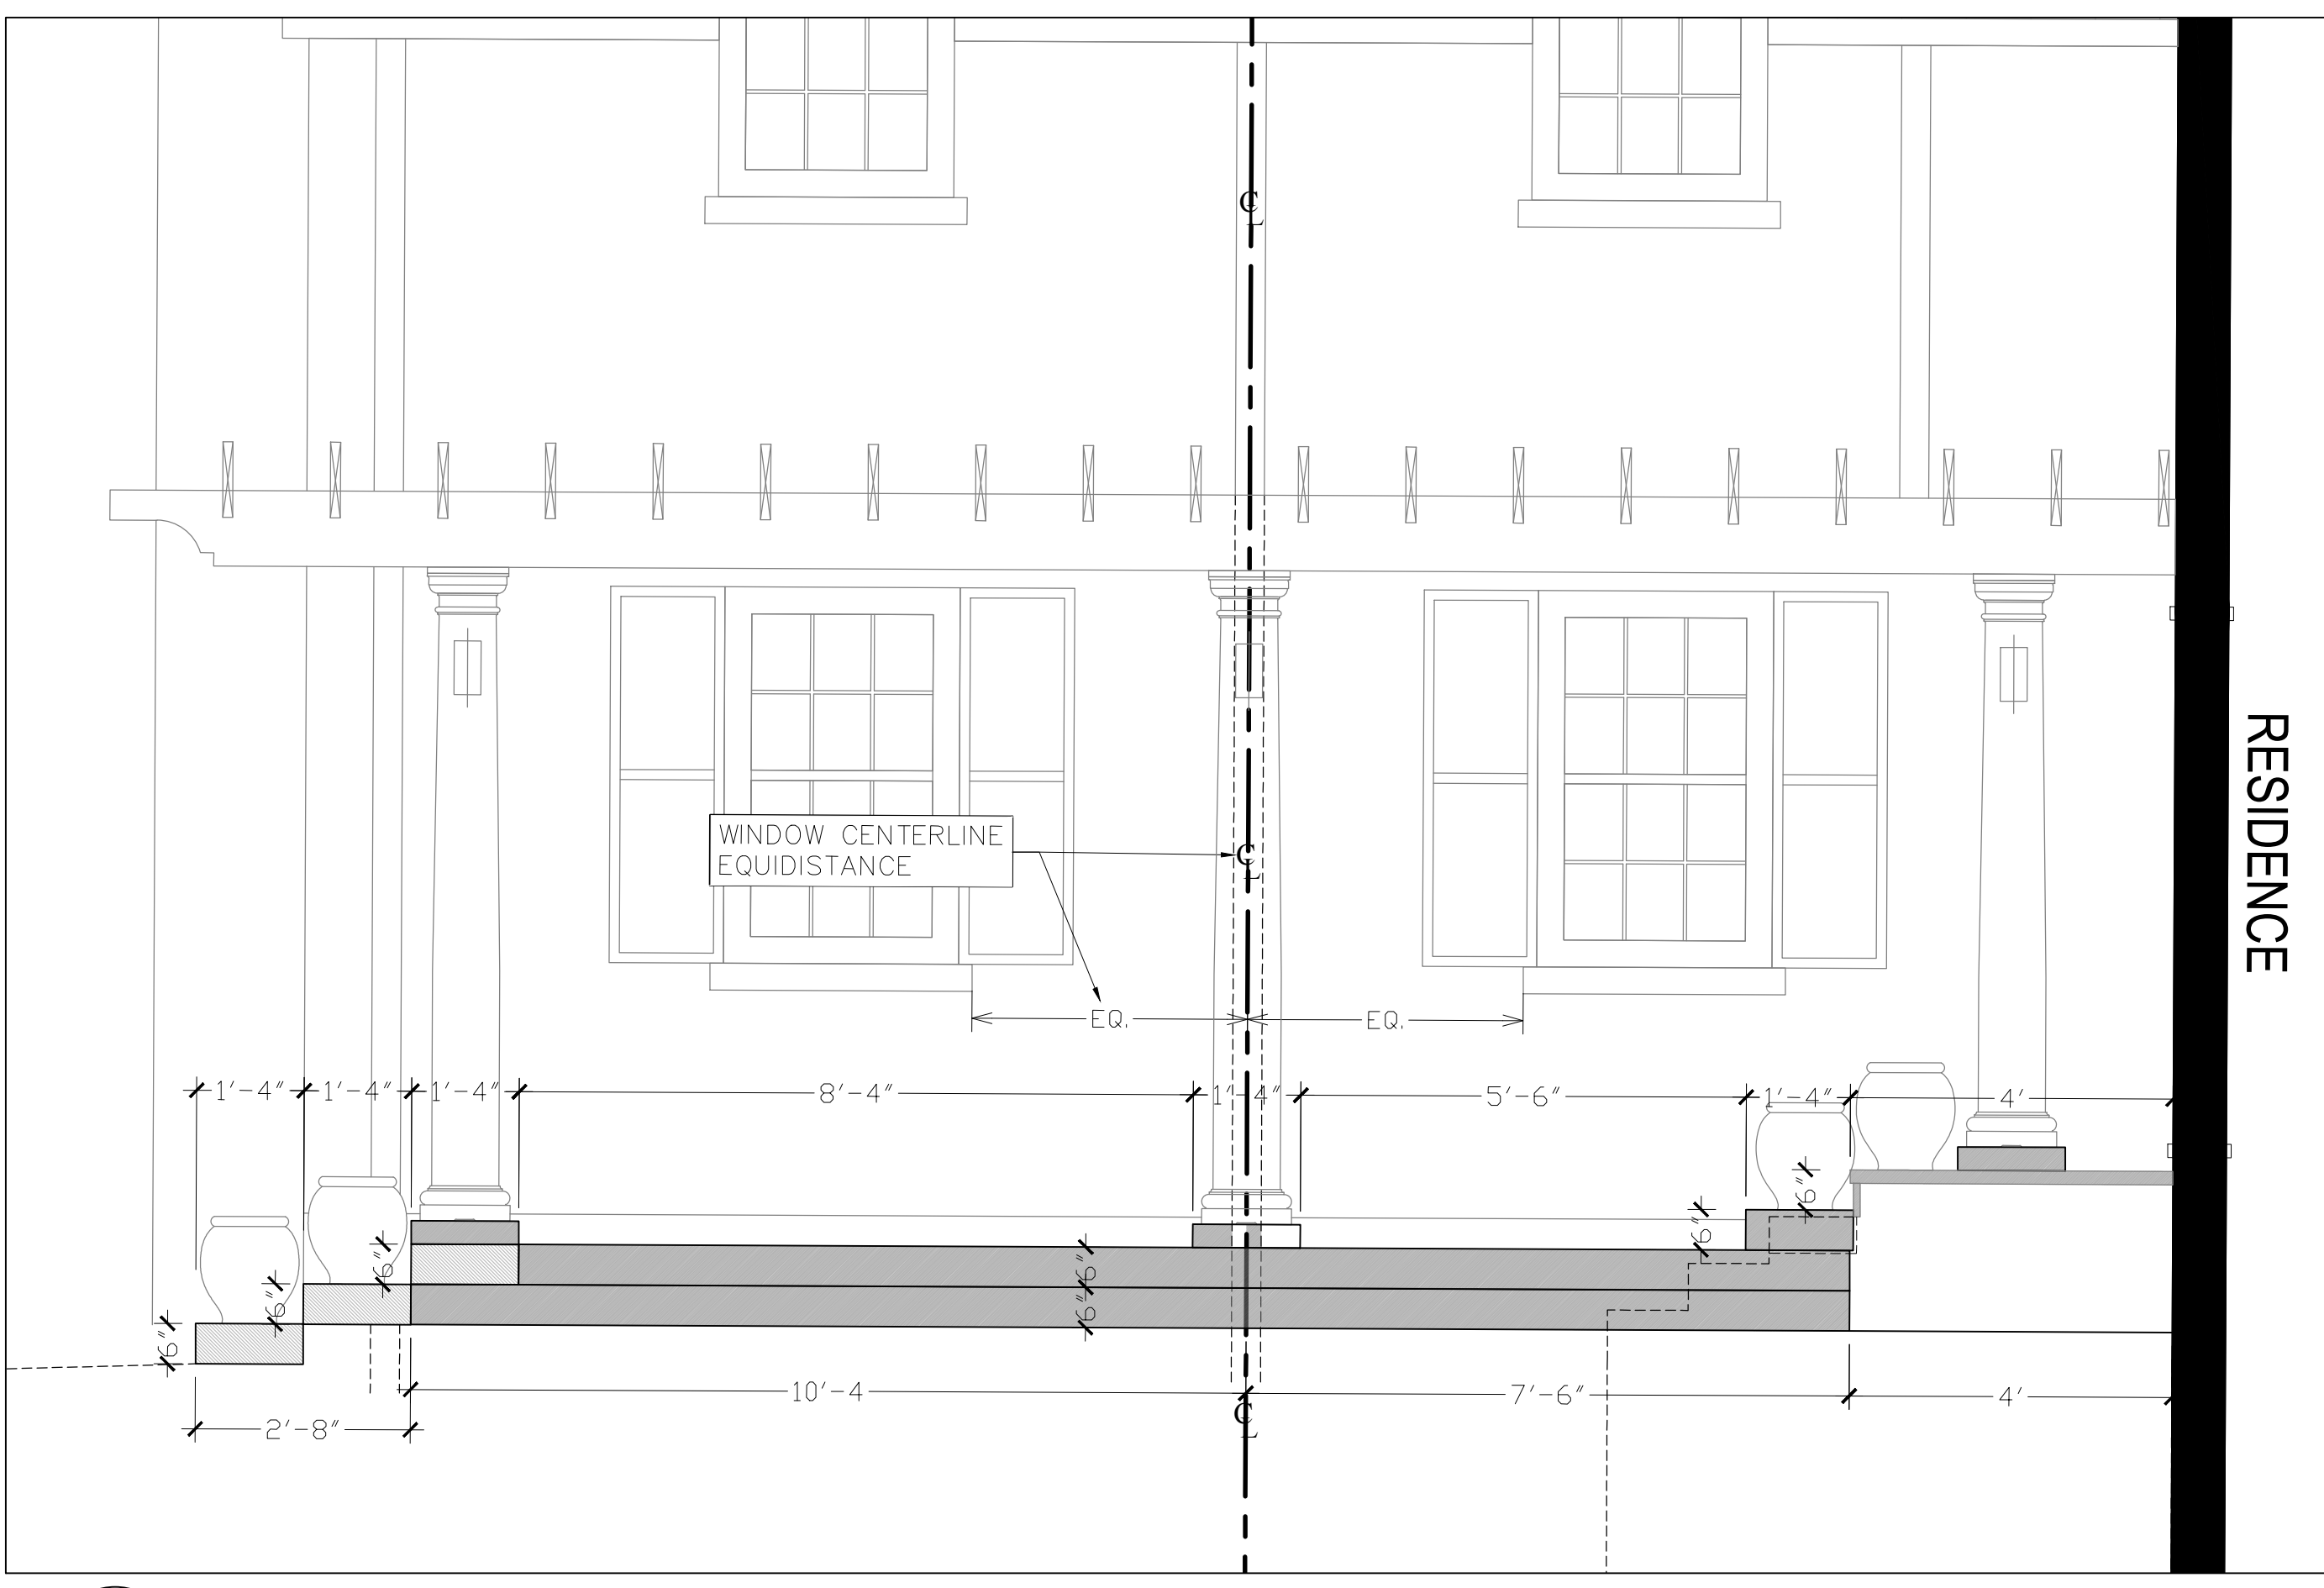 ℄
RESIDENCE
WINDOW CENTERLINE
EQUIDISTANCE
℄
EQ. EQ.
1'-4" 1'-4" 1'-4" 8'-4" 1'-4" 5'-6" 1'-4" 4'
6" 6"
6" 6"
6" 6"
6"
10'-4 7'-6" 4'
℄
2'-8"